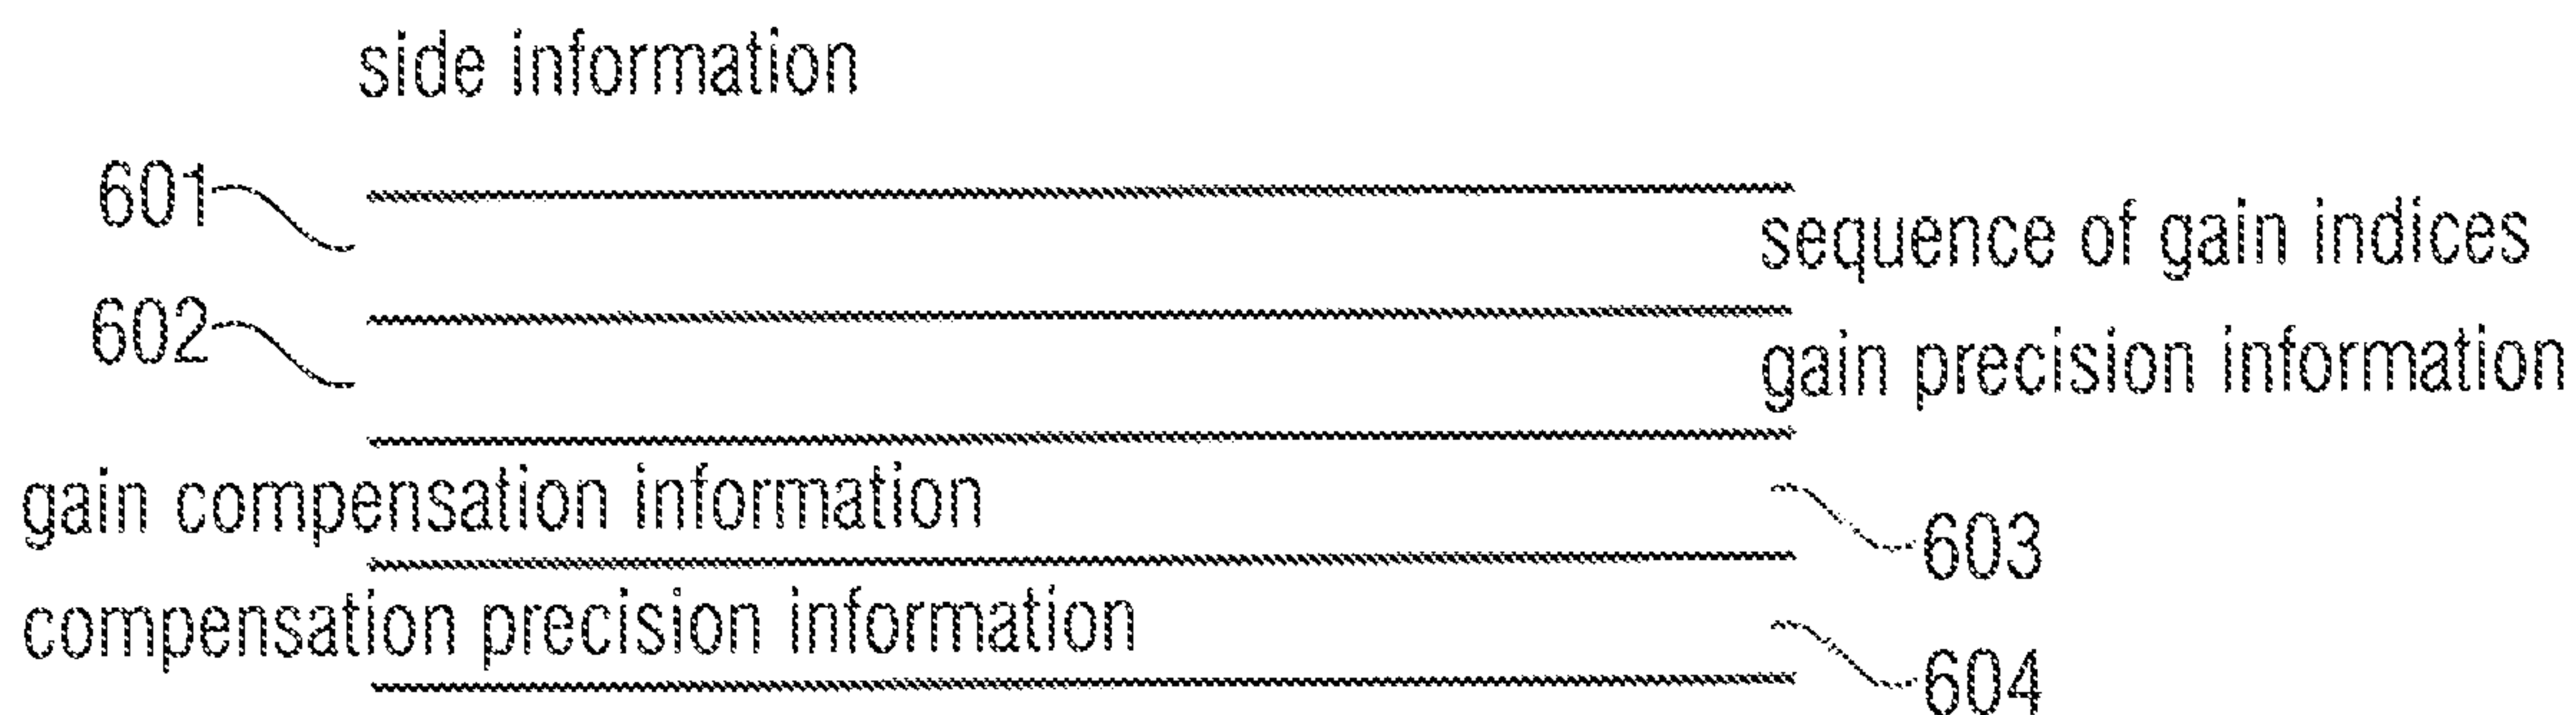 side information
601
sequence of gain indices
602
gain precision information
gain compensation information
603
compensation precision information
604